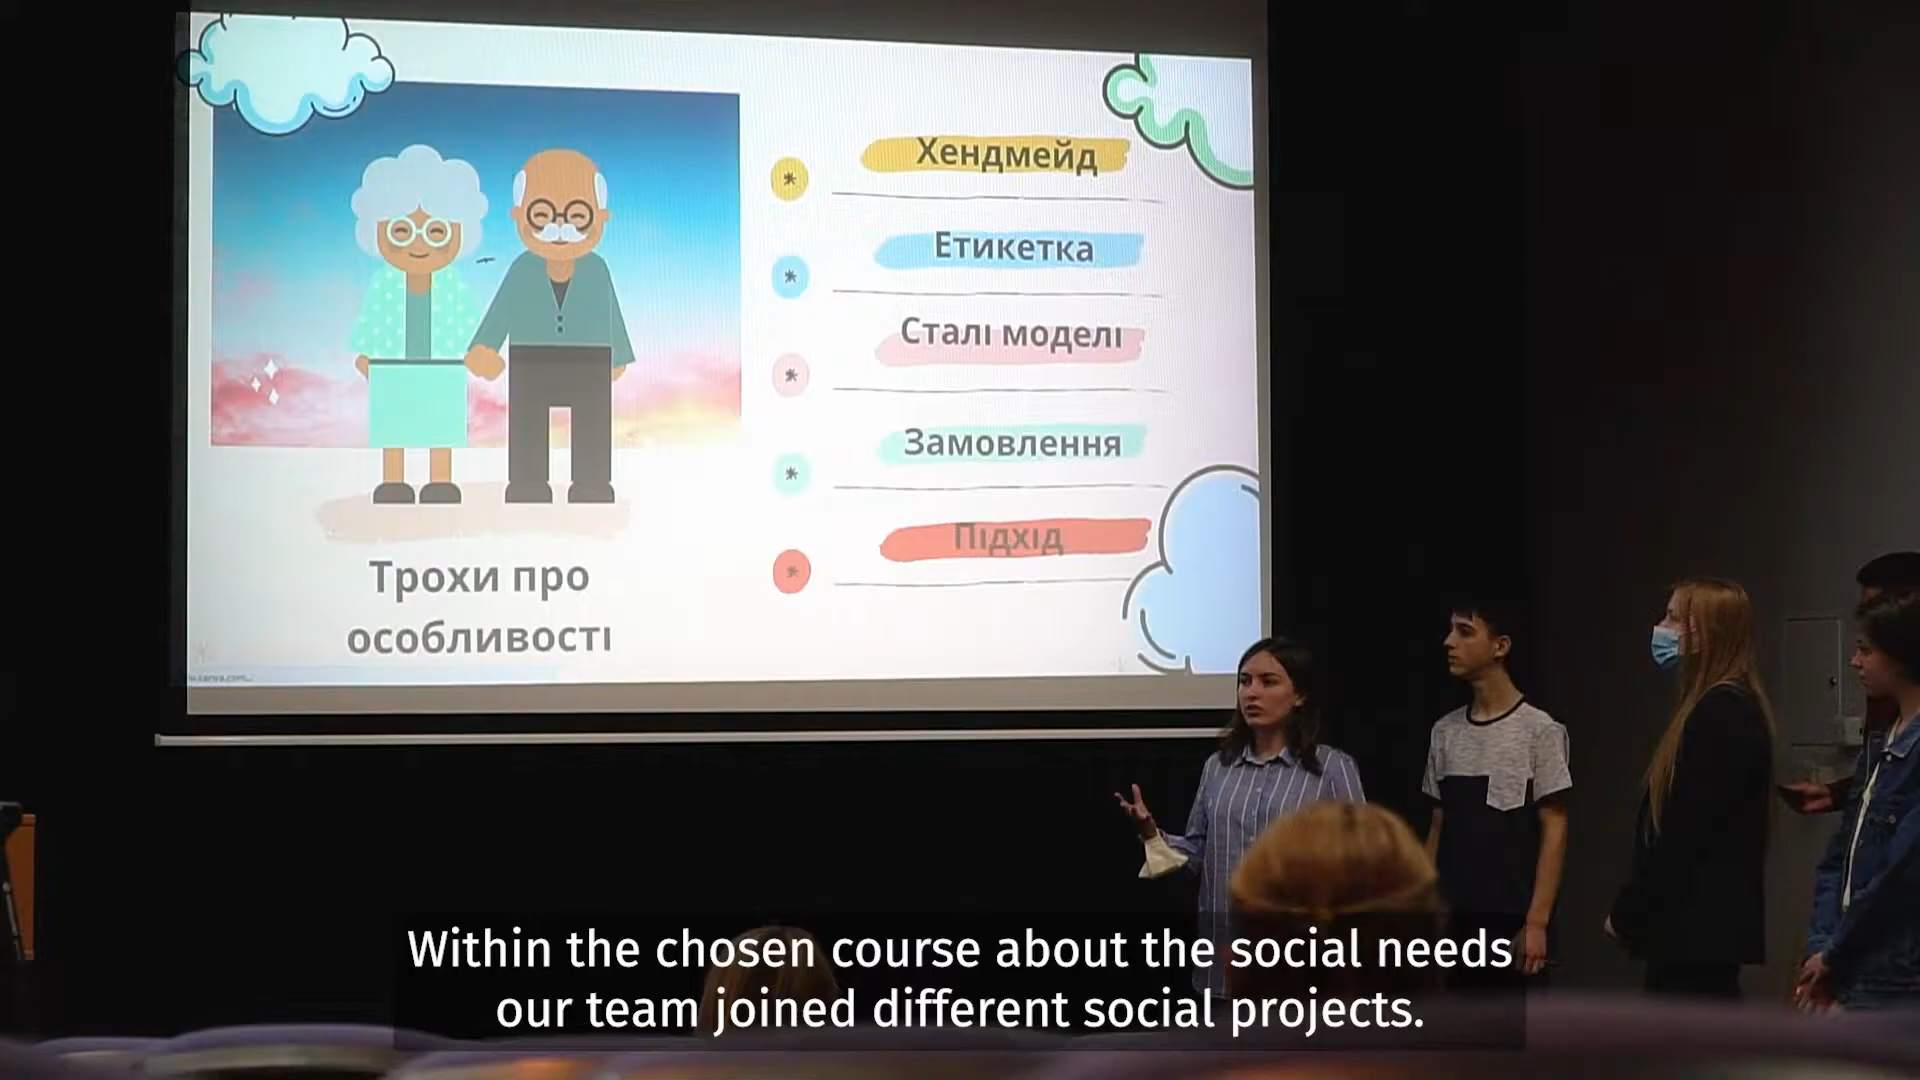 Хендмейд
Етикетка
Сталі моделі
Замовлення
Підхід
Трохи про
особливості
Within the chosen course about the social needs
our team joined different social projects.